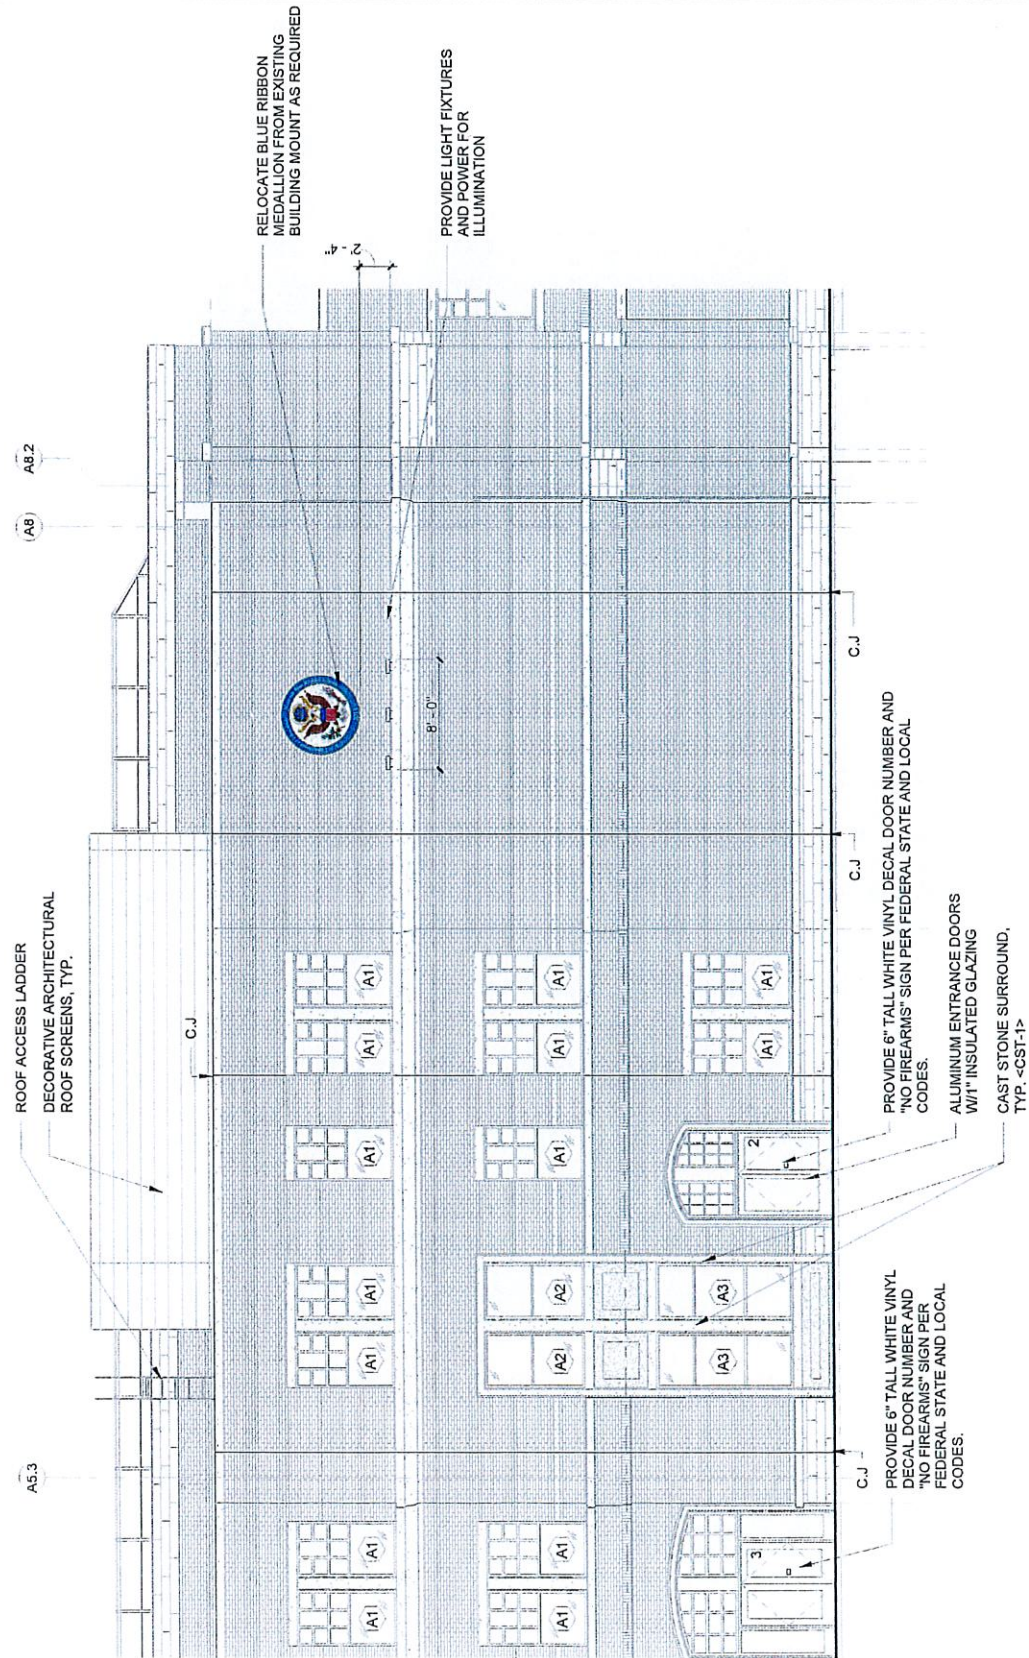 A5.3
A8
A8.2
ROOF ACCESS LADDER
DECORATIVE ARCHITECTURAL
ROOF SCREENS, TYP.
C.J
RELOCATE BLUE RIBBON
MEDALLION FROM EXISTING
BUILDING MOUNT AS REQUIRED
2' - 4"
PROVIDE LIGHT FIXTURES
AND POWER FOR
ILLUMINATION
8' - 0"
A1
A1
A1
A1
A1
A1
A1
A1
A1
A2
A2
A1
A1
A1
A3
A3
A1
A1
3
2
C.J
C.J
C.J
PROVIDE 6" TALL WHITE VINYL
DECAL DOOR NUMBER AND
"NO FIREARMS" SIGN PER
FEDERAL STATE AND LOCAL
CODES.
PROVIDE 6" TALL WHITE VINYL DECAL DOOR NUMBER AND
"NO FIREARMS" SIGN PER FEDERAL STATE AND LOCAL
CODES.
ALUMINUM ENTRANCE DOORS
W/1" INSULATED GLAZING
CAST STONE SURROUND,
TYP. <CST-1>